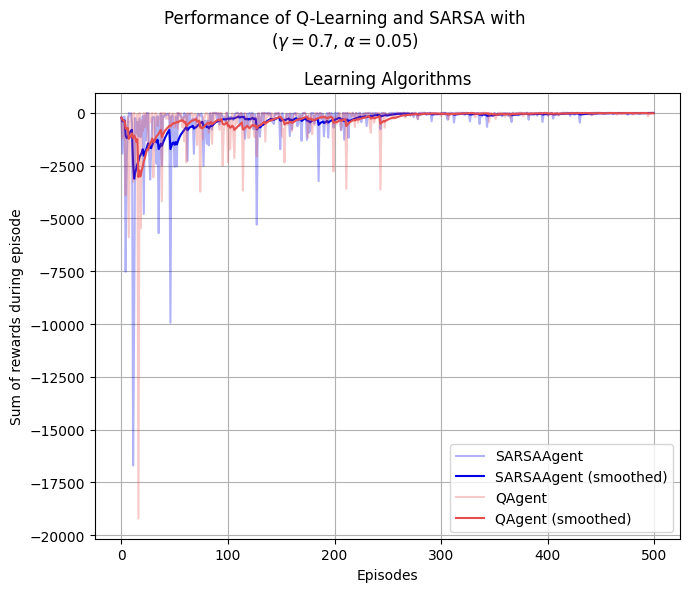 Performance of Q-Learning and SARSA with
(γ = 0.7, α = 0.05)
Learning Algorithms
Sum of rewards during episode
0
−2500
−5000
−7500
−10000
−12500
−15000
−17500
−20000
0 100 200 300 400 500
Episodes
SARSAAgent
SARSAAgent (smoothed)
QAgent
QAgent (smoothed)